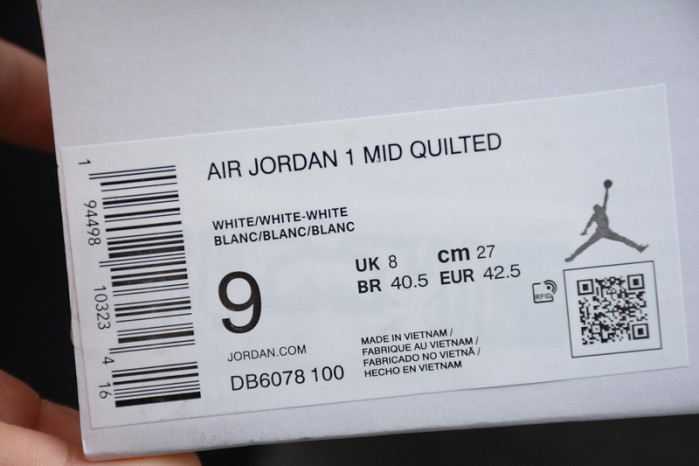 AIR JORDAN 1 MID QUILTED
WHITE/WHITE-WHITE
BLANC/BLANC/BLANC
9
UK 8 cm 27
BR 40.5 EUR 42.5
RFID
JORDAN.COM
DB6078 100
MADE IN VIETNAM /
FABRIQUE AU VIETNAM /
FABRICADO NO VIETNÃ /
HECHO EN VIETNAM
1 94498 10323 4 16